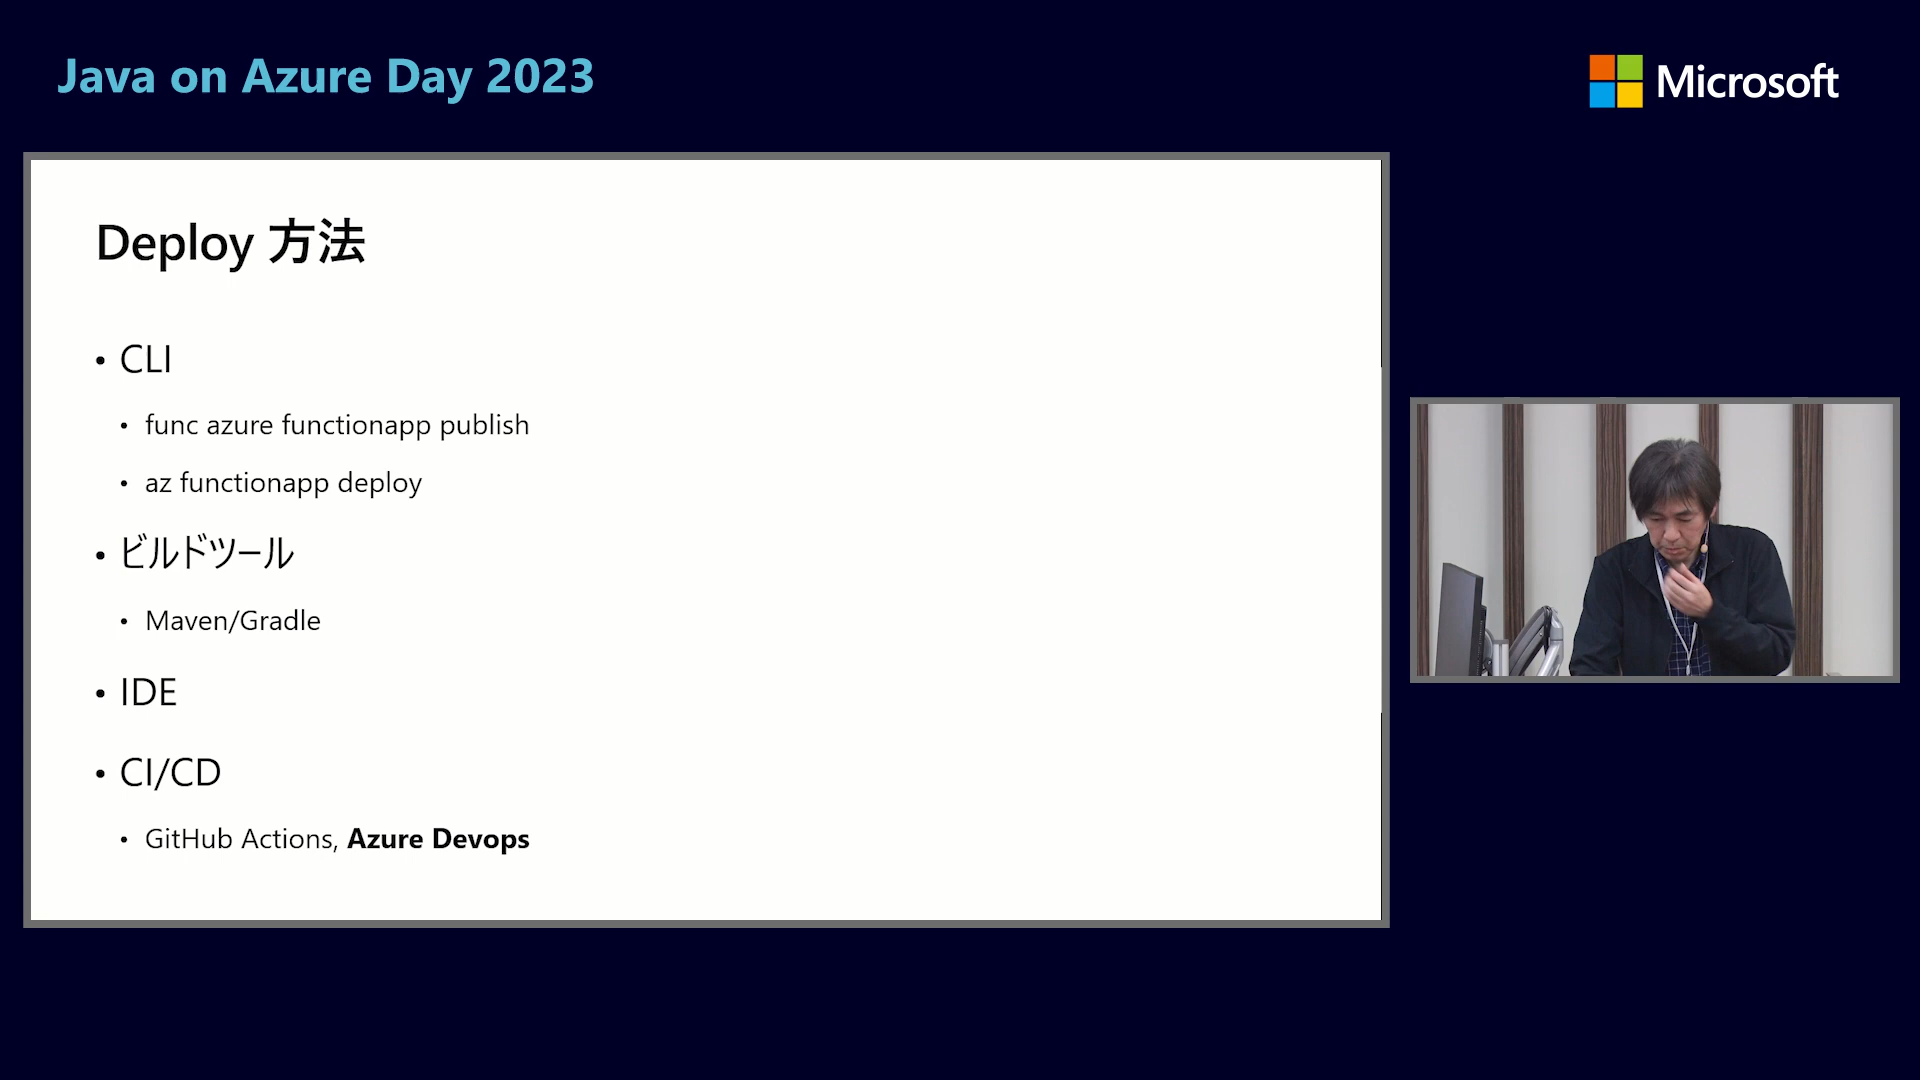 Java on Azure Day 2023
Microsoft
Deploy 方法
• CLI
• func azure functionapp publish
• az functionapp deploy
• ビルドツール
• Maven/Gradle
• IDE
• CI/CD
• GitHub Actions, Azure Devops